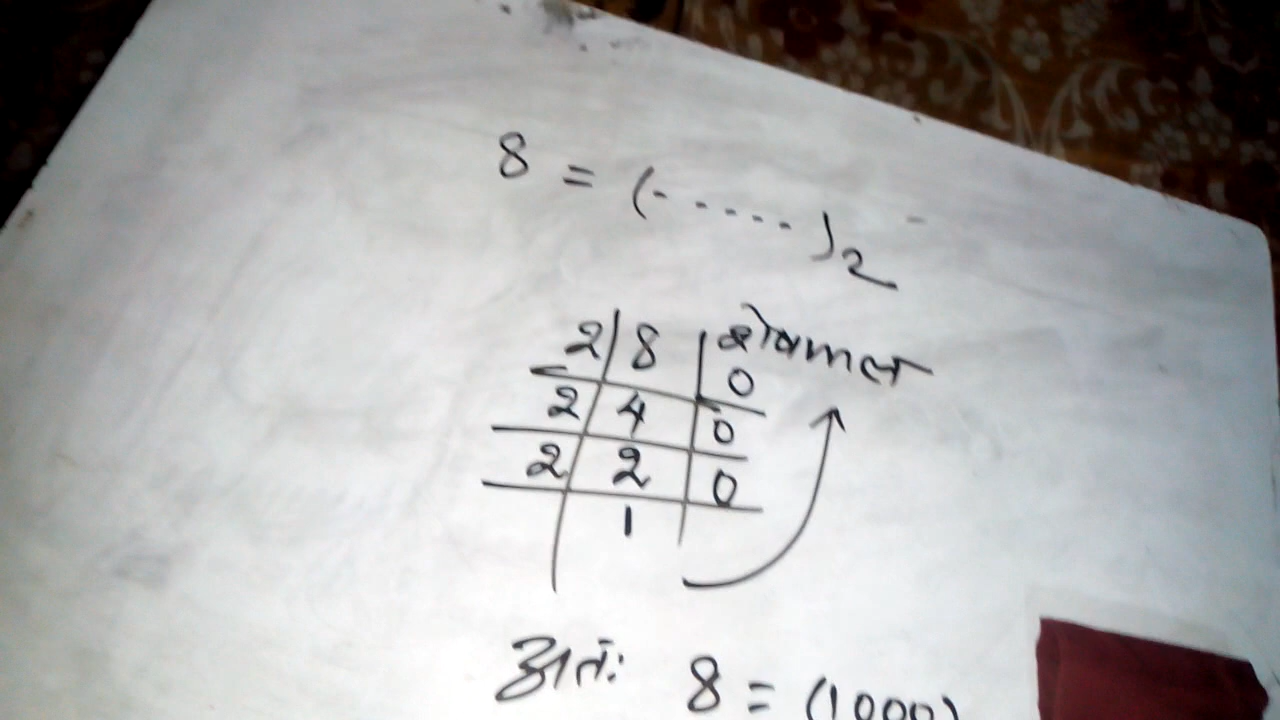 8 = (- - - - - -)₂
2 | 8 | शेषफल
0
2 | 4 | 0
2 | 2 | 0
1
अतः 8 = (1000)